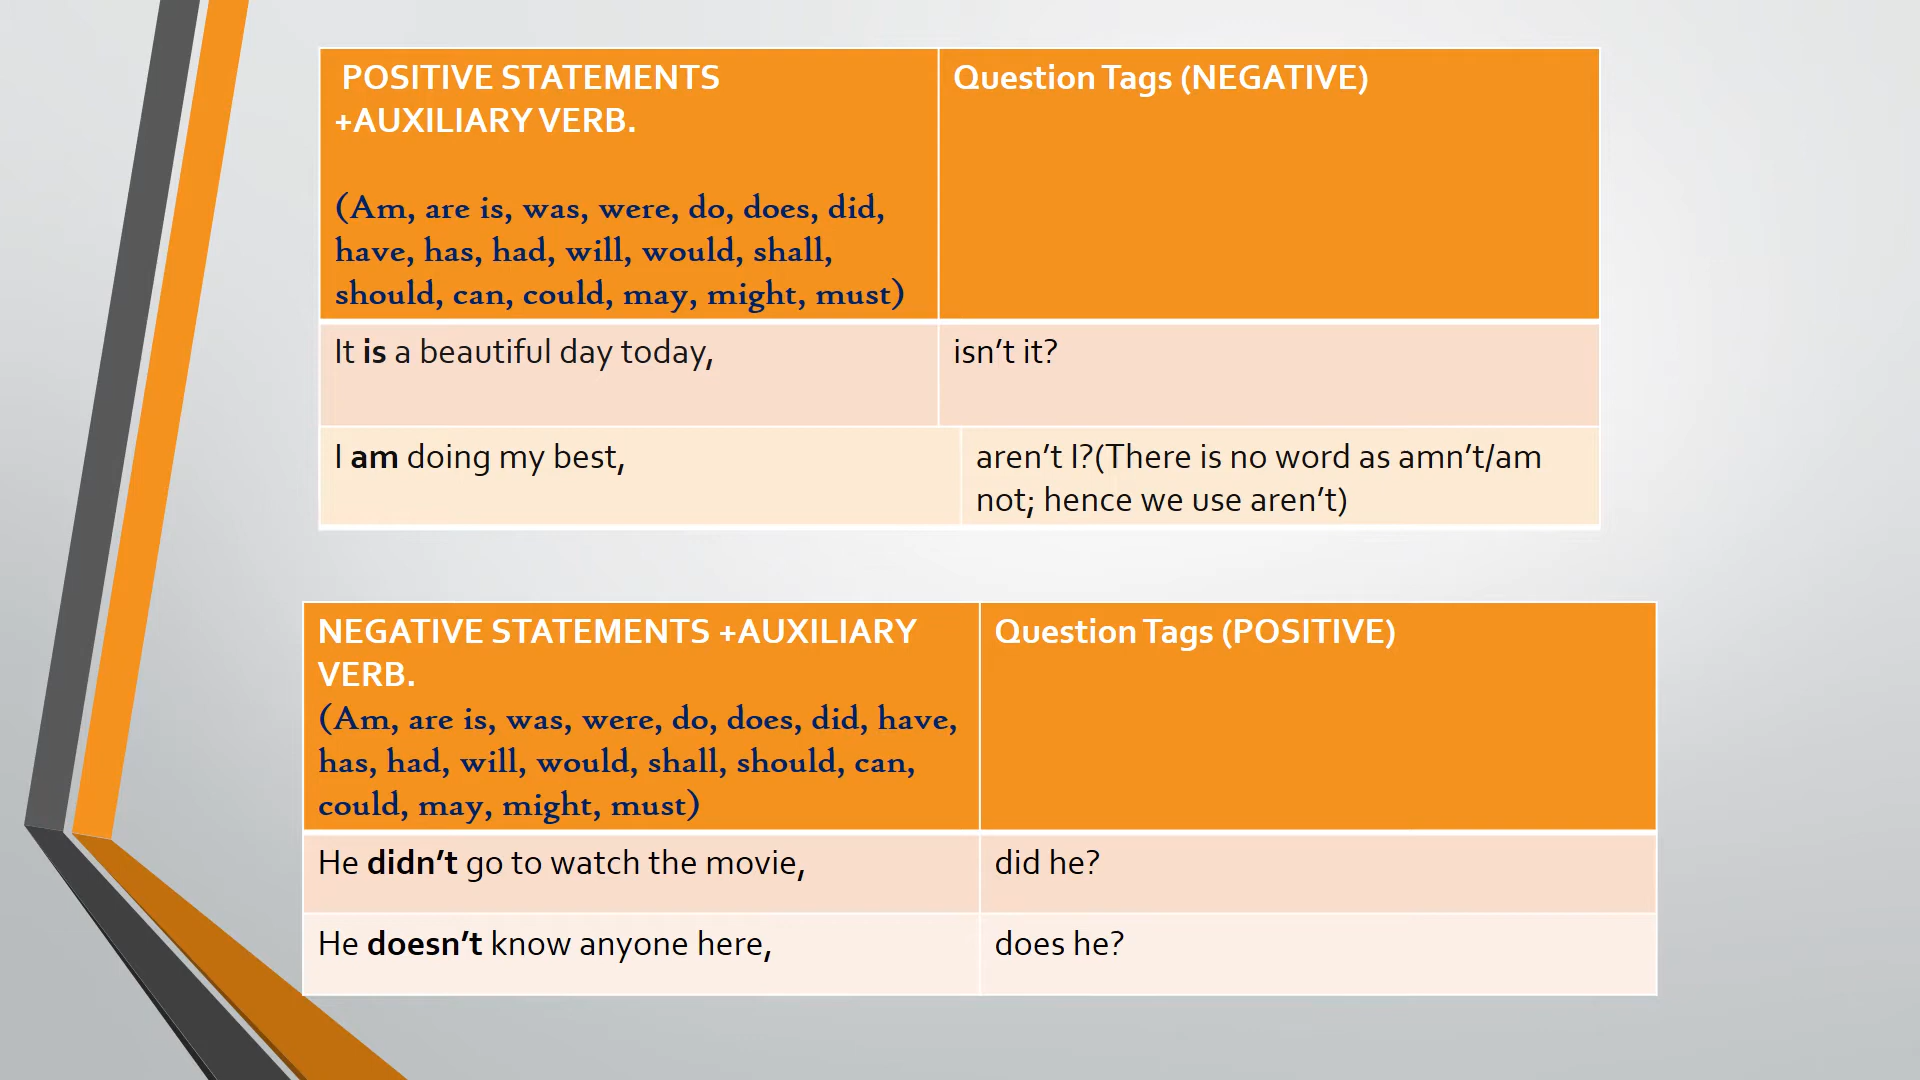 POSITIVE STATEMENTS
+AUXILIARY VERB.
(Am, are is, was, were, do, does, did,
have, has, had, will, would, shall,
should, can, could, may, might, must)
Question Tags (NEGATIVE)
It is a beautiful day today,
isn’t it?
I am doing my best,
aren’t I?(There is no word as amn’t/am
not; hence we use aren’t)
NEGATIVE STATEMENTS +AUXILIARY
VERB.
(Am, are is, was, were, do, does, did, have,
has, had, will, would, shall, should, can,
could, may, might, must)
Question Tags (POSITIVE)
He didn’t go to watch the movie,
did he?
He doesn’t know anyone here,
does he?